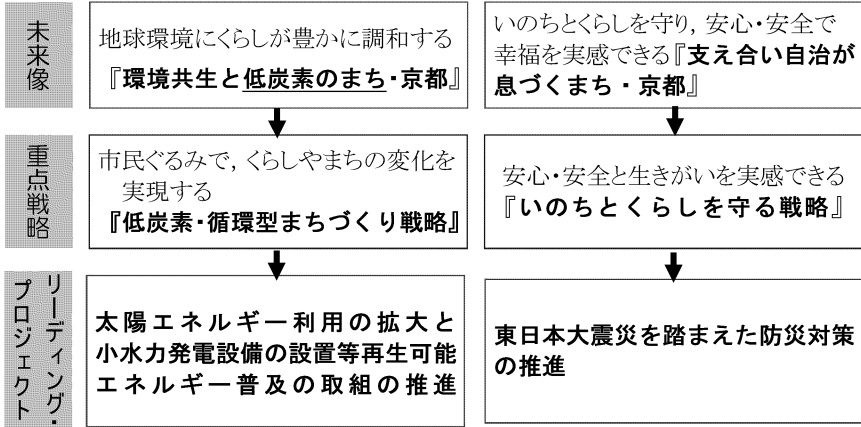 未来像
地球環境にくらしが豊かに調和する
『環境共生と低炭素のまち・京都』
いのちとくらしを守り，安心・安全で
幸福を実感できる『支え合い自治が
息づくまち・京都』
重点戦略
市民ぐるみで，くらしやまちの変化を
実現する
『低炭素・循環型まちづくり戦略』
安心・安全と生きがいを実感できる
『いのちとくらしを守る戦略』
リーディング・
プロジェクト
太陽エネルギー利用の拡大と
小水力発電設備の設置等再生可能
エネルギー普及の取組の推進
東日本大震災を踏まえた防災対策
の推進